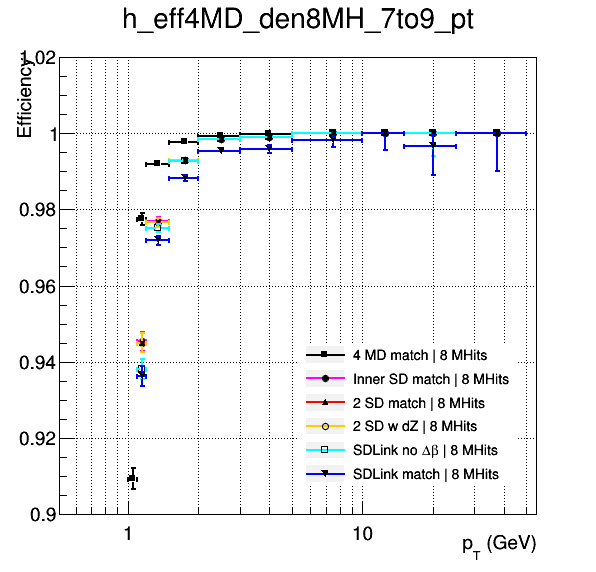 h_eff4MD_den8MH_7to9_pt
Efficiency
1.02
1
0.98
0.96
0.94
0.92
0.9
4 MD match | 8 MHits
Inner SD match | 8 MHits
2 SD match | 8 MHits
2 SD w dZ | 8 MHits
SDLink no Δβ | 8 MHits
SDLink match | 8 MHits
1
10
p_T (GeV)